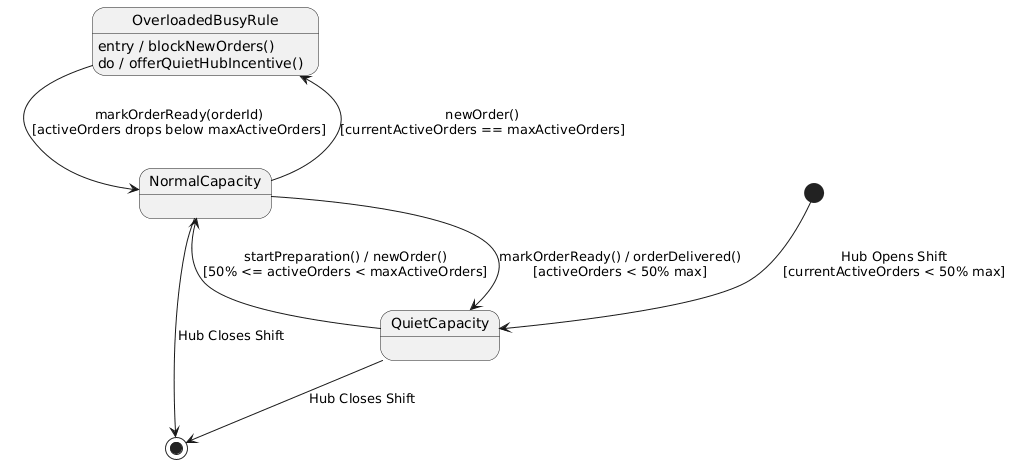 OverloadedBusyRule
entry / blockNewOrders()
do / offerQuietHubIncentive()
markOrderReady(orderId)
[activeOrders drops below maxActiveOrders]
newOrder()
[currentActiveOrders == maxActiveOrders]
NormalCapacity
startPreparation() / newOrder()
[50% <= activeOrders < maxActiveOrders]
markOrderReady() / orderDelivered()
[activeOrders < 50% max]
Hub Opens Shift
[currentActiveOrders < 50% max]
QuietCapacity
Hub Closes Shift
Hub Closes Shift